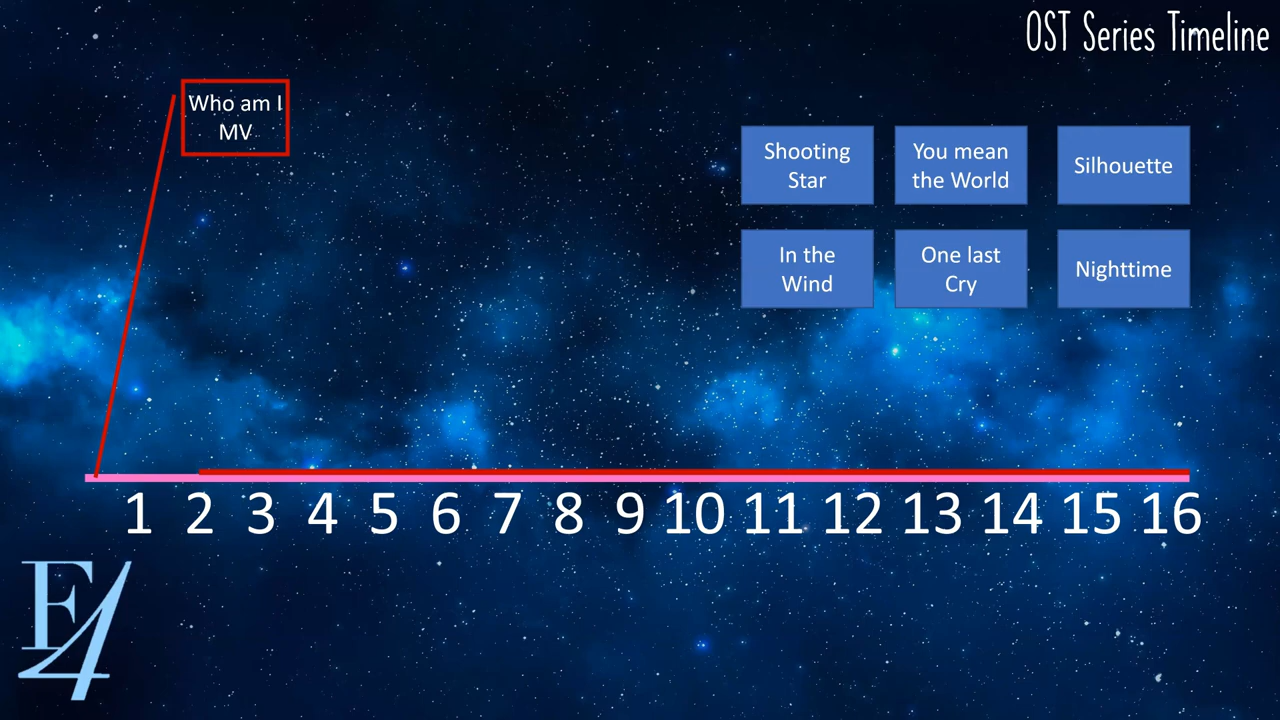 OST Series Timeline
Who am I
MV
Shooting
Star
You mean
the World
Silhouette
In the
Wind
One last
Cry
Nighttime
1 2 3 4 5 6 7 8 9 10 11 12 13 14 15 16
F4